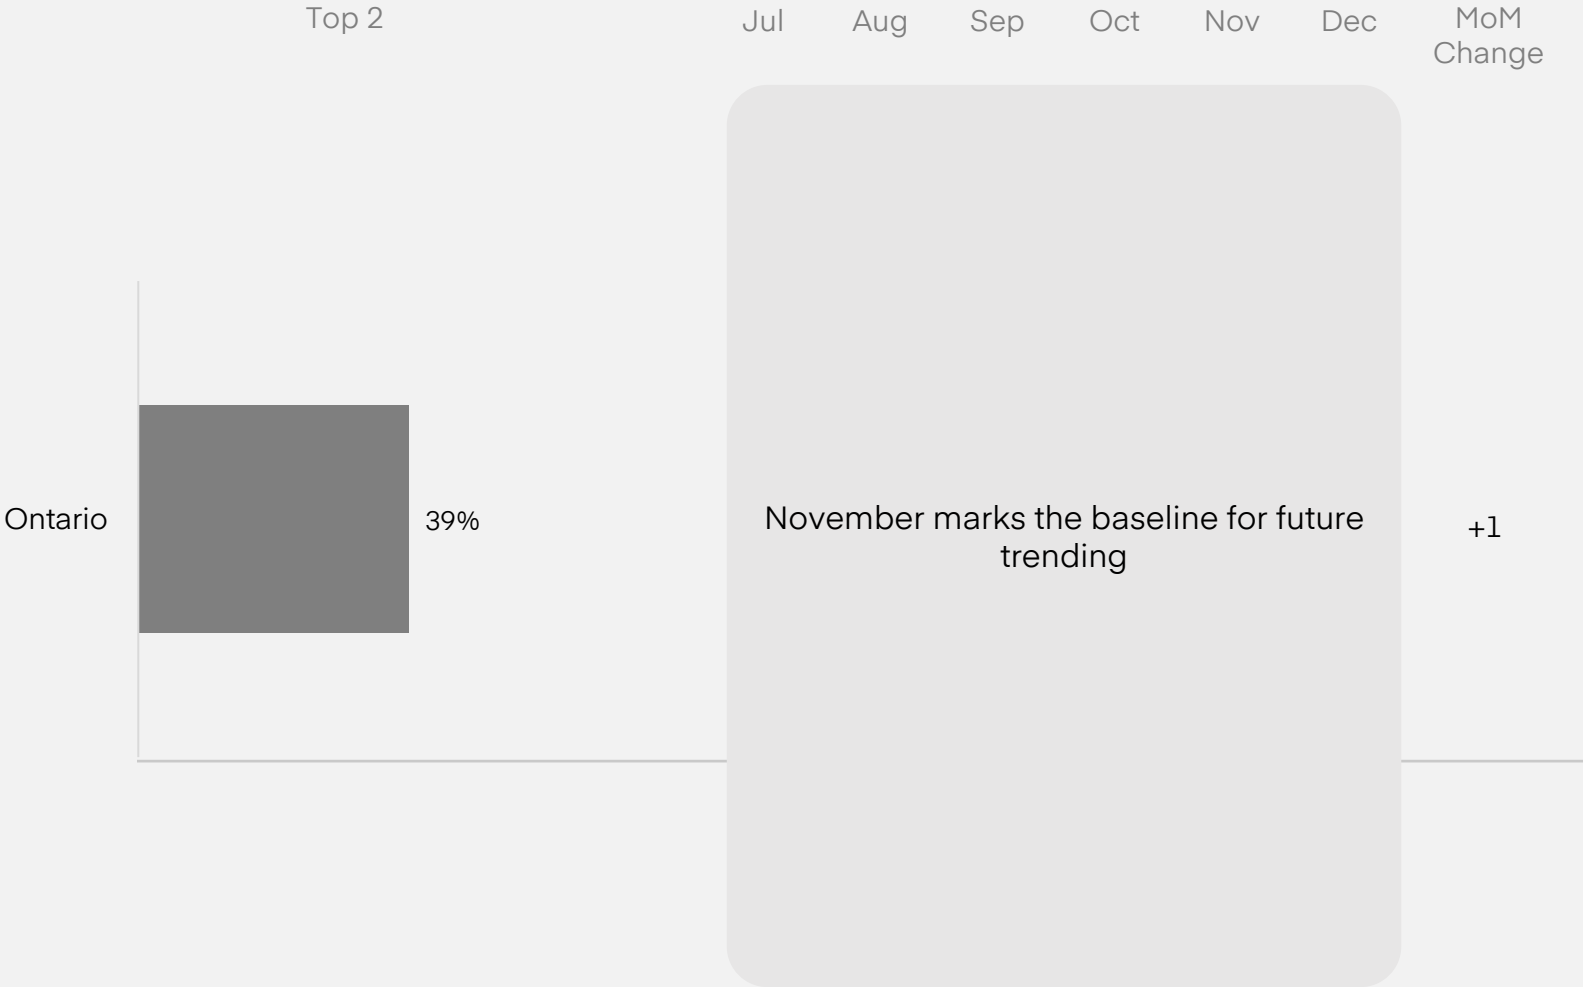 Top 2
Jul Aug Sep Oct Nov Dec
MoM
Change
Ontario
39%
November marks the baseline for future
trending
+1